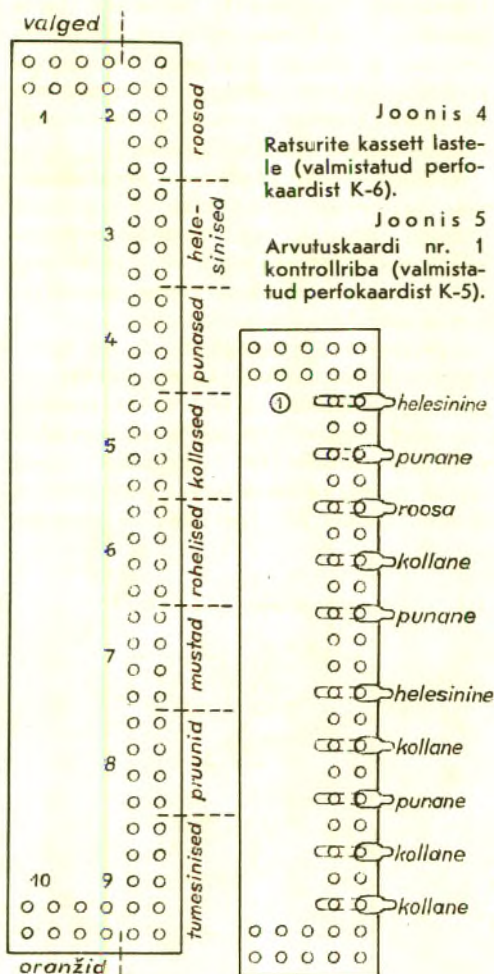 valged
1
2
roosad
3
hele-
sinised
4
punased
5
kollased
6
rohelised
7
mustad
8
pruunid
10
9
tumesinised
oranžid
Joonis 4
Ratsurite kassett laste-
le (valmistatud perfo-
kaardist K-6).
Joonis 5
Arvutuskaardi nr. 1
kontrollriba (valmista-
tud perfokaardist K-5).
1
helesinine
punane
roosa
kollane
punane
helesinine
kollane
punane
kollane
kollane